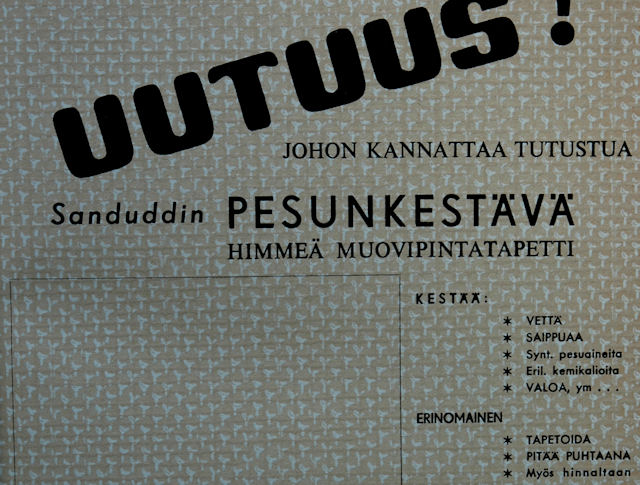 UUTUUS!
JOHON KANNATTAA TUTUSTUA
Sanduddin PESUNKESTÄVÄ
HIMMEÄ MUOVIPINTATAPETTI
KESTÄÄ:
* VETTÄ
* SAIPPUAA
* Synt. pesuaineita
* Eril. kemikalioita
* VALOA, ym . . .
ERINOMAINEN
* TAPETOIDA
* PITÄÄ PUHTAANA
* Myös hinnaltaan